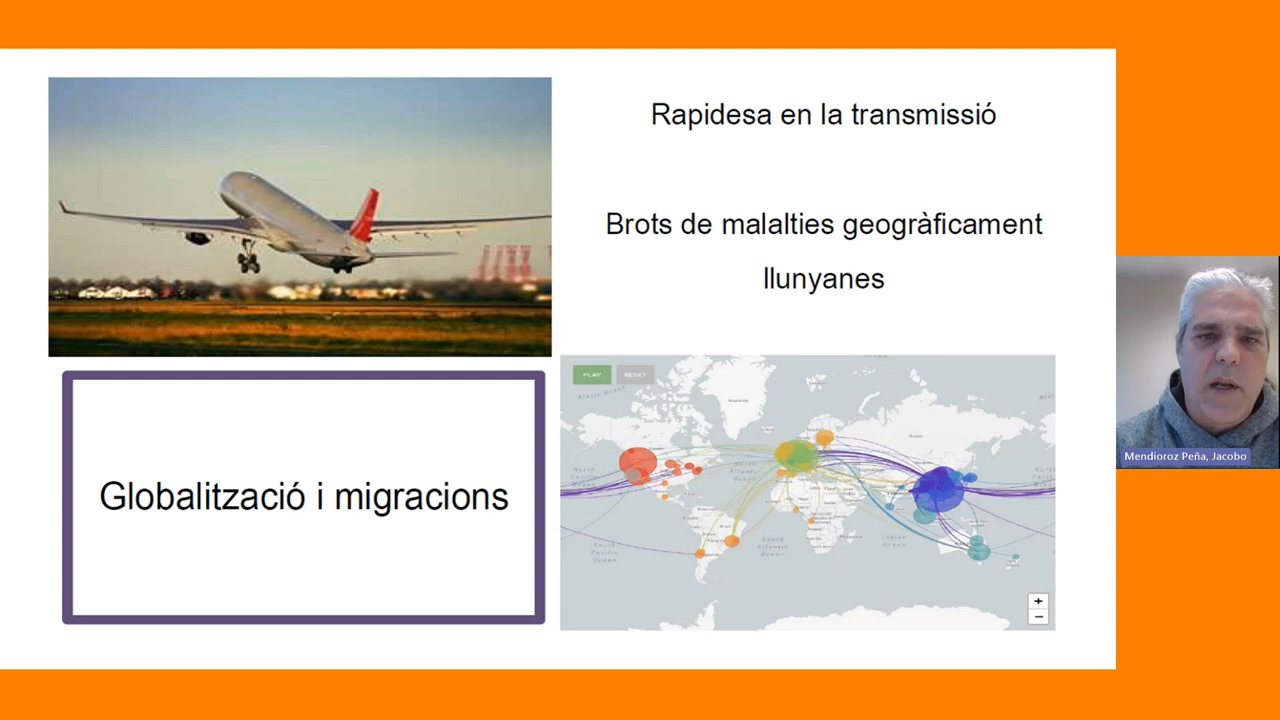 Rapidesa en la transmissió
Brots de malalties geogràficament
llunyanes
Globalització i migracions
PLAY
RESET
Mendioroz Peña, Jacobo
+
−